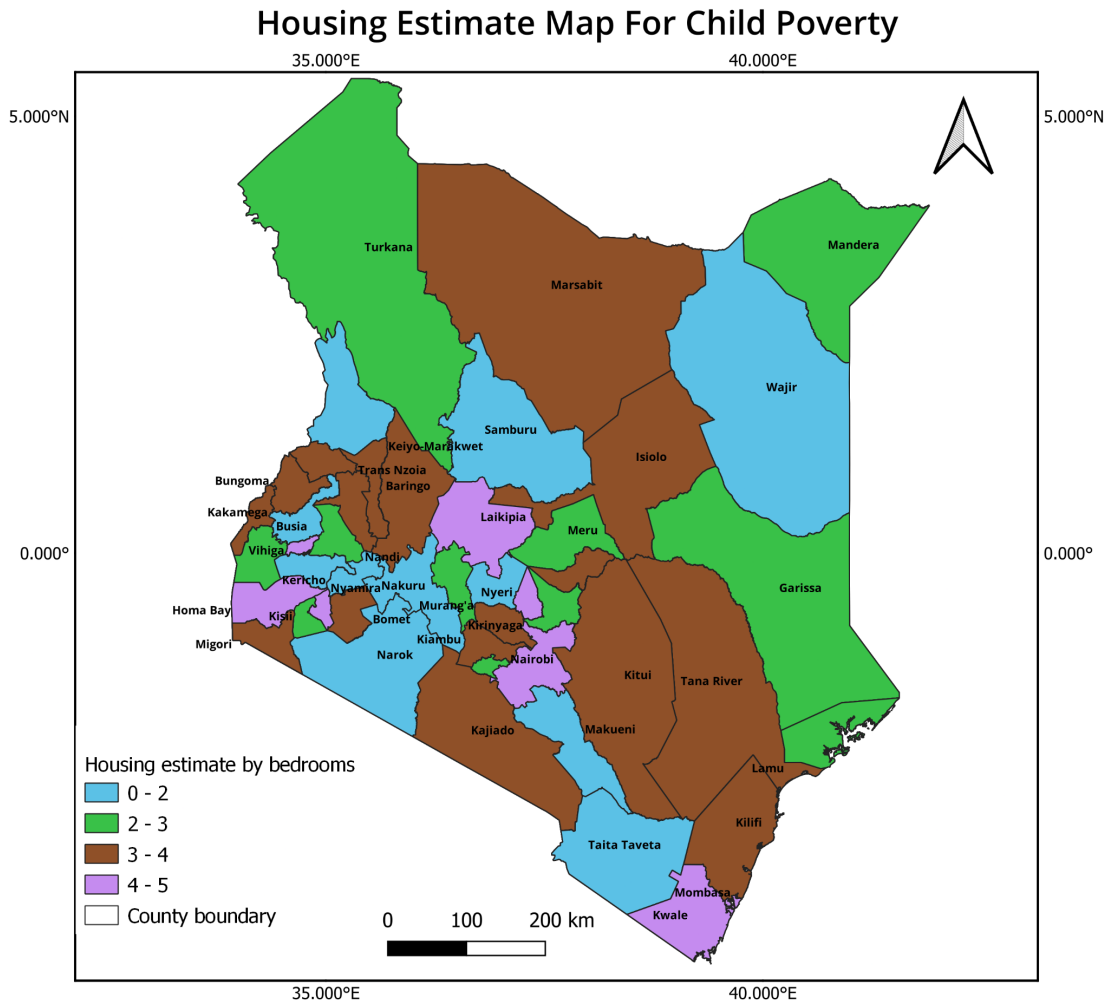 Housing Estimate Map For Child Poverty
35.000°E 40.000°E
5.000°N 5.000°N
Mandera
Turkana
Marsabit
Wajir
Samburu
Keiyo-Marakwet
Isiolo
Trans Nzoia
Bungoma
Baringo
Kakamega
Laikipia
Busia
Meru
0.000° 0.000°
Vihiga
Nandi
Kericho
Nyamira
Nakuru
Garissa
Nyeri
Murang'a
Homa Bay
Kisii
Bomet
Kirinyaga
Kiambu
Migori
Narok
Nairobi
Kitui
Tana River
Kajiado
Makueni
Lamu
Kilifi
Taita Taveta
Mombasa
Kwale
Housing estimate by bedrooms
0 - 2
2 - 3
3 - 4
4 - 5
County boundary
0 100 200 km
35.000°E 40.000°E